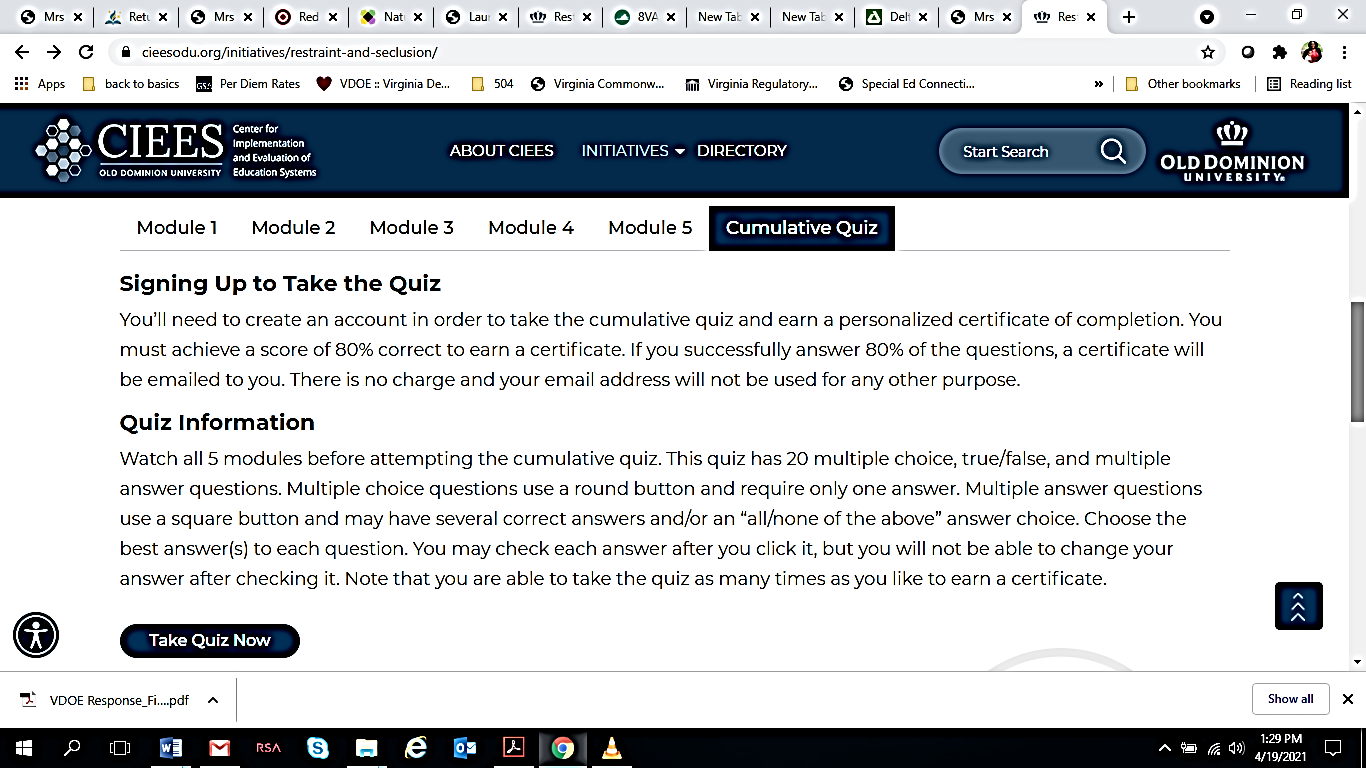 Mrs Retu Mrs Red Natu Laun Rest 8VA New Tab New Tab Delt Mrs Rest
cieesodu.org/initiatives/restraint-and-seclusion/
Apps back to basics GSA Per Diem Rates VDOE :: Virginia De... 504 Virginia Commonw... Virginia Regulatory... Special Ed Connecti... » Other bookmarks Reading list
CIEES
OLD DOMINION UNIVERSITY
Center for
Implementation
and Evaluation of
Education Systems
ABOUT CIEES INITIATIVES DIRECTORY
Start Search
OLD DOMINION
UNIVERSITY
Module 1 Module 2 Module 3 Module 4 Module 5 Cumulative Quiz
Signing Up to Take the Quiz
You’ll need to create an account in order to take the cumulative quiz and earn a personalized certificate of completion. You
must achieve a score of 80% correct to earn a certificate. If you successfully answer 80% of the questions, a certificate will
be emailed to you. There is no charge and your email address will not be used for any other purpose.
Quiz Information
Watch all 5 modules before attempting the cumulative quiz. This quiz has 20 multiple choice, true/false, and multiple
answer questions. Multiple choice questions use a round button and require only one answer. Multiple answer questions
use a square button and may have several correct answers and/or an “all/none of the above” answer choice. Choose the
best answer(s) to each question. You may check each answer after you click it, but you will not be able to change your
answer after checking it. Note that you are able to take the quiz as many times as you like to earn a certificate.
Take Quiz Now
VDOE Response_Fi....pdf
Show all
RSA
1:29 PM
4/19/2021